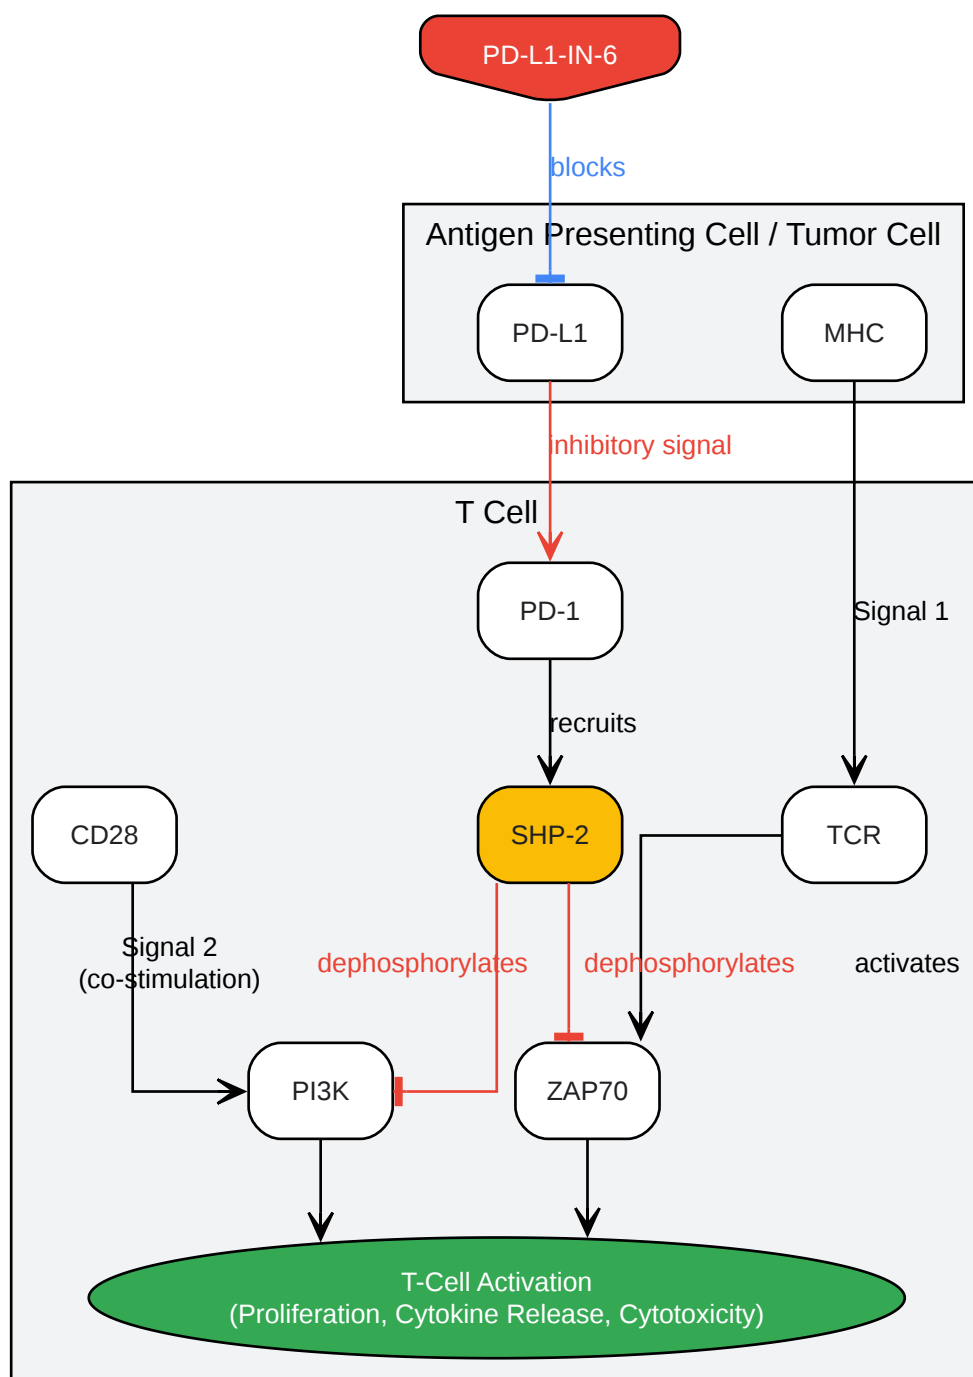 PD-L1-IN-6
blocks
Antigen Presenting Cell / Tumor Cell
PD-L1
MHC
inhibitory signal
T Cell
PD-1
Signal 1
recruits
CD28
SHP-2
TCR
Signal 2
(co-stimulation)
dephosphorylates
dephosphorylates
activates
PI3K
ZAP70
T-Cell Activation
(Proliferation, Cytokine Release, Cytotoxicity)